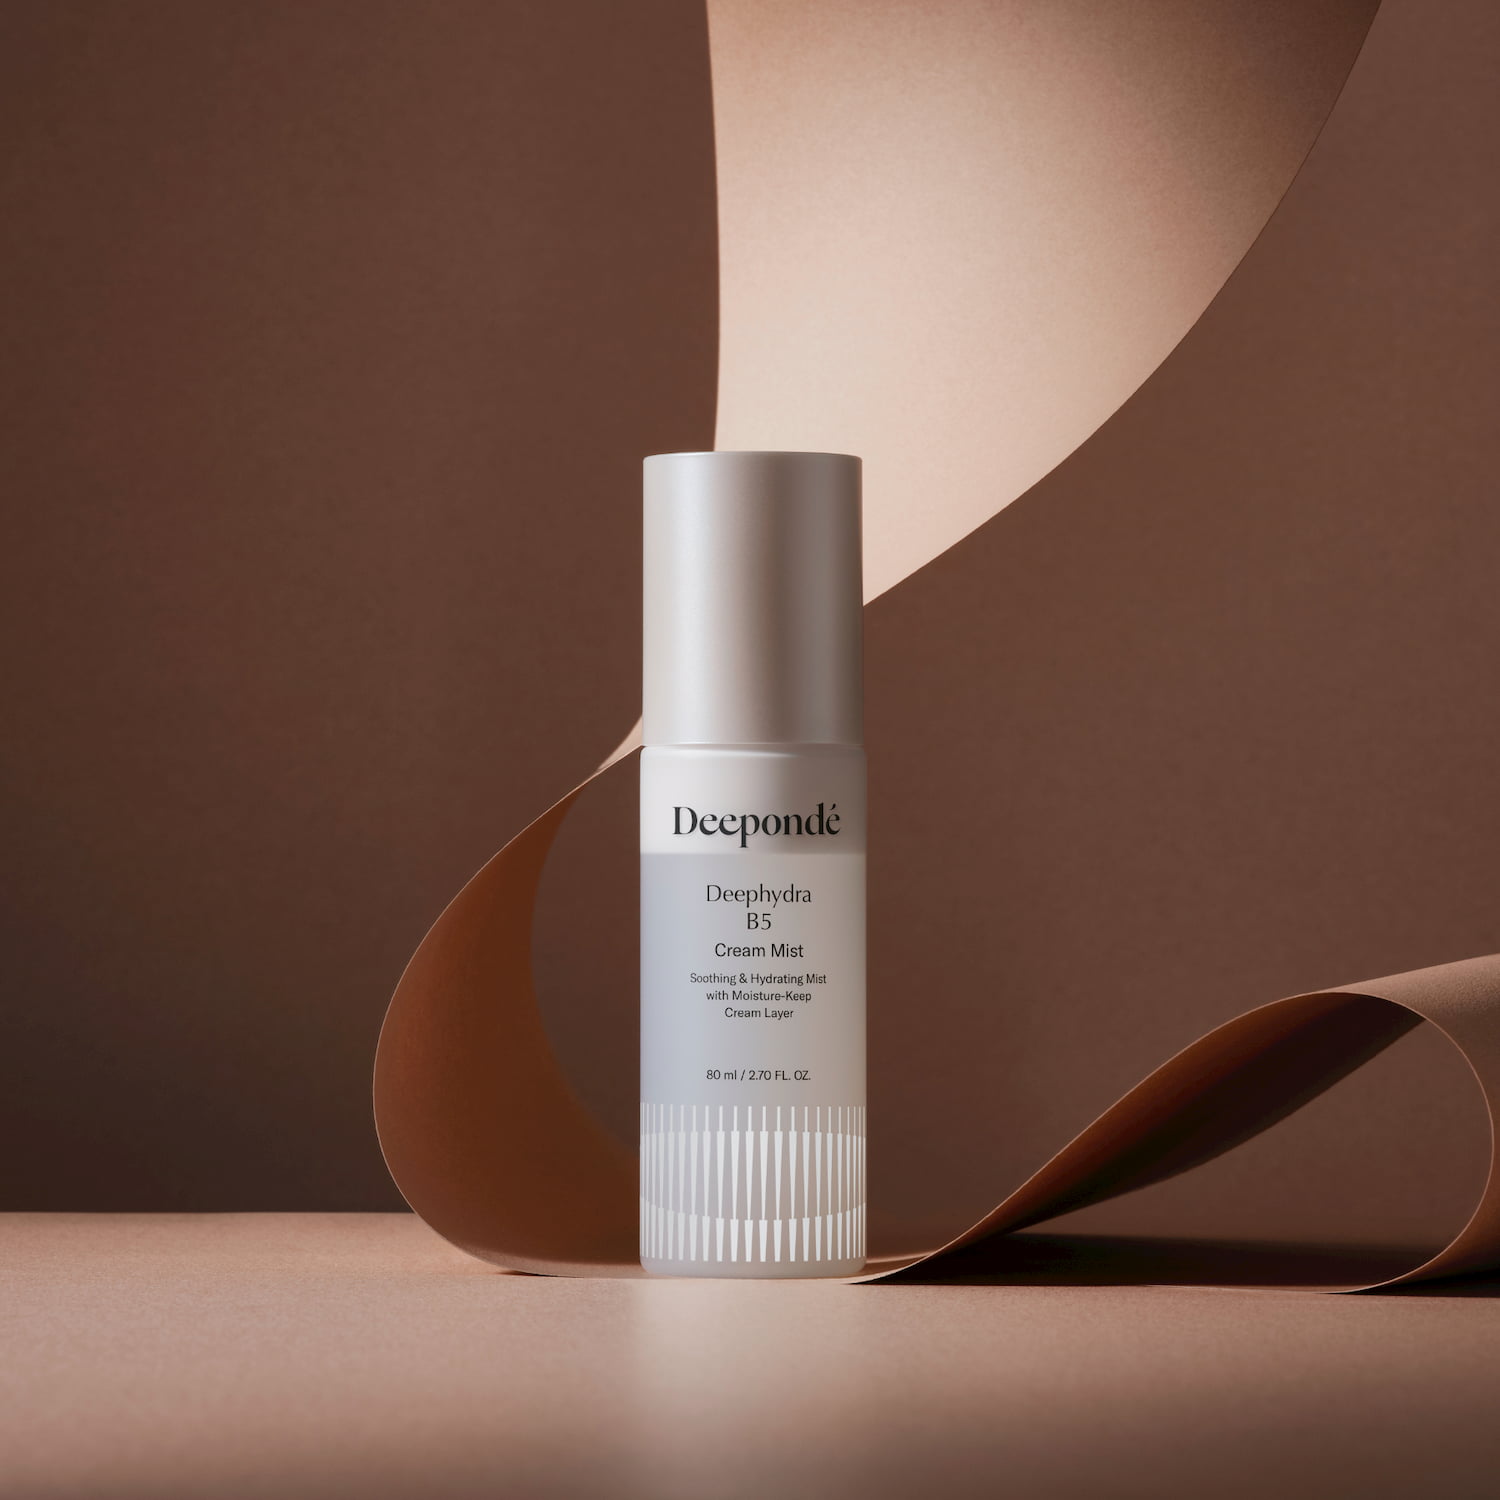 Deepondé
Deephydra
B5
Cream Mist
Soothing & Hydrating Mist
with Moisture-Keep
Cream Layer
80 ml / 2.70 FL. OZ.